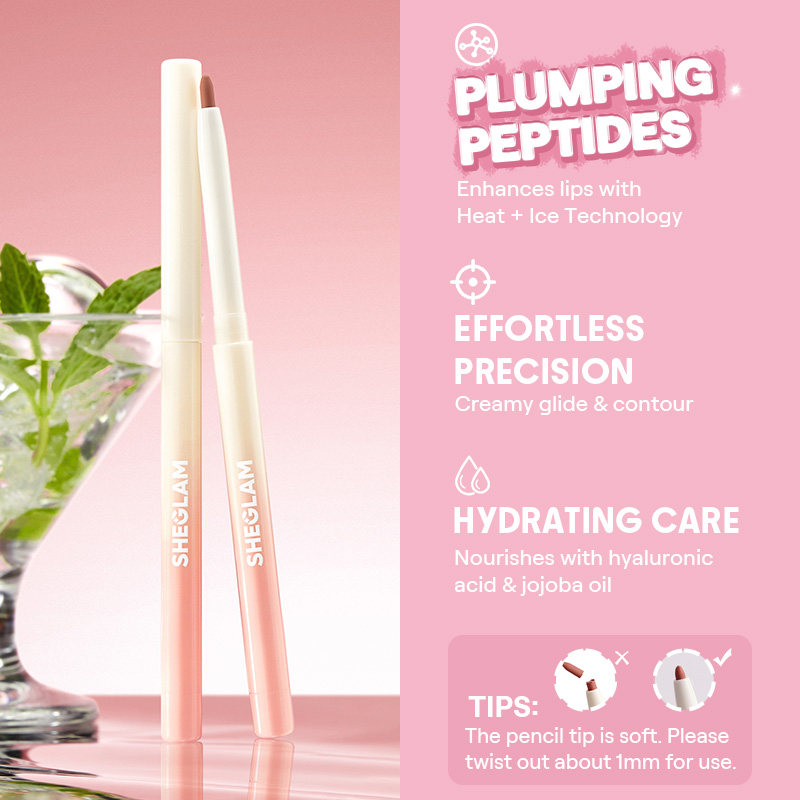 SHEGLAM
SHEGLAM
PLUMPING
PEPTIDES
Enhances lips with
Heat + Ice Technology
EFFORTLESS
PRECISION
Creamy glide & contour
HYDRATING CARE
Nourishes with hyaluronic
acid & jojoba oil
TIPS:
The pencil tip is soft. Please
twist out about 1mm for use.